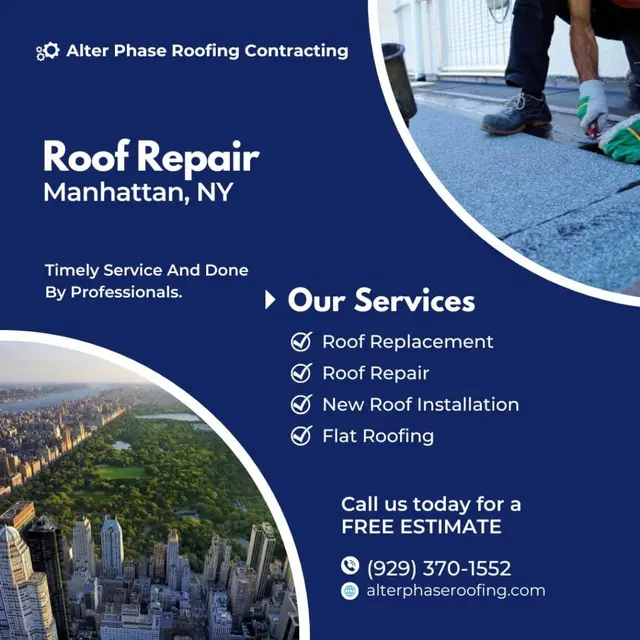 Alter Phase Roofing Contracting
Roof Repair
Manhattan, NY
Timely Service And Done
By Professionals.
Our Services
Roof Replacement
Roof Repair
New Roof Installation
Flat Roofing
Call us today for a
FREE ESTIMATE
(929) 370-1552
alterphaseroofing.com